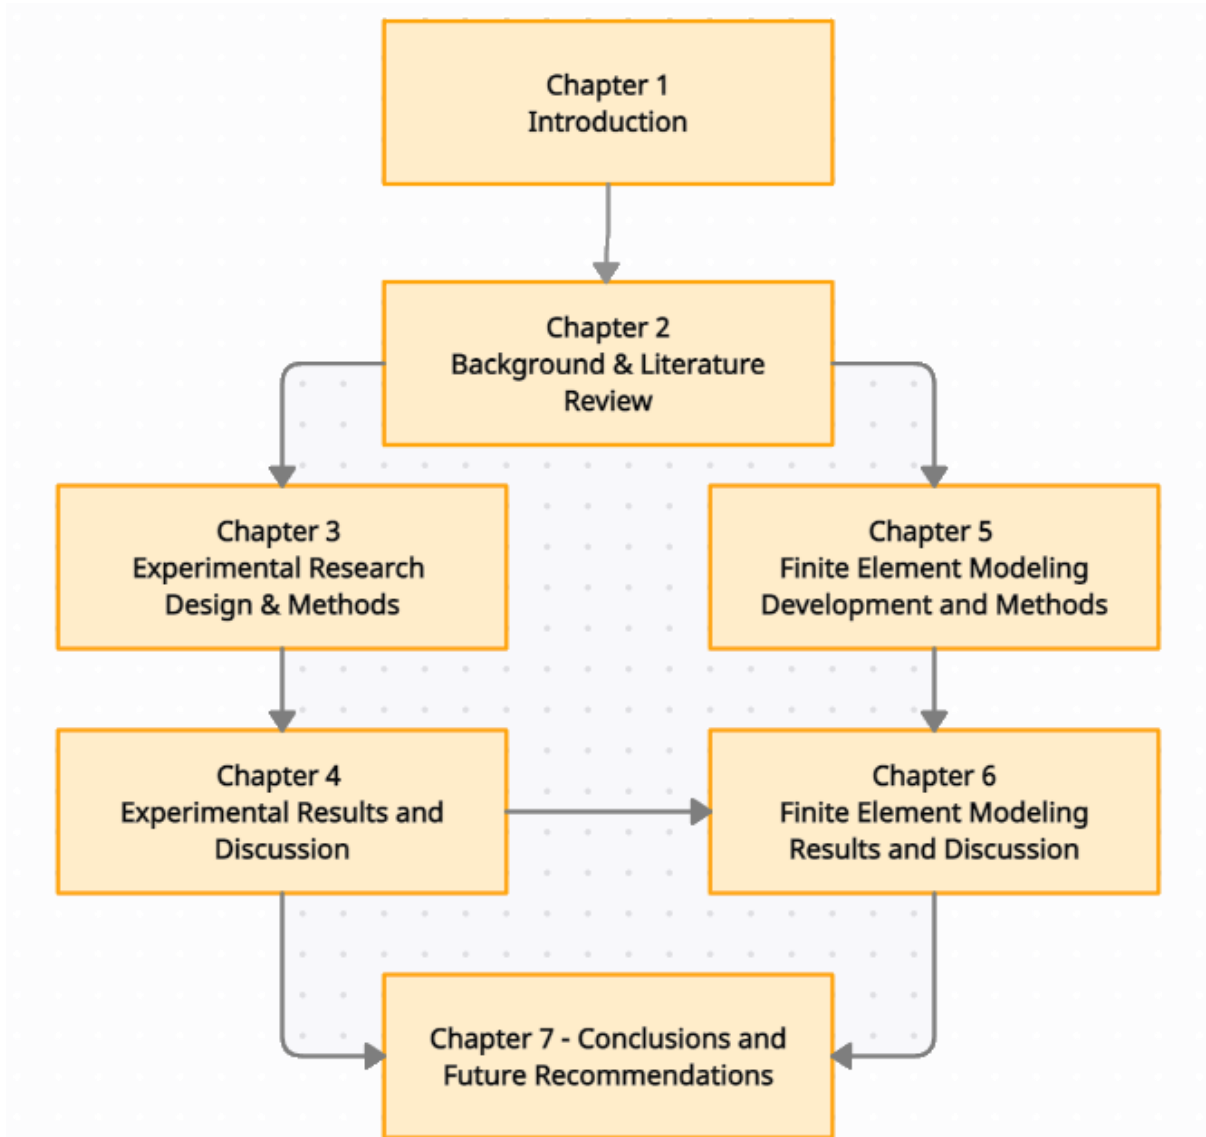 Chapter 1
Introduction
Chapter 2
Background & Literature
Review
Chapter 3
Experimental Research
Design & Methods
Chapter 5
Finite Element Modeling
Development and Methods
Chapter 4
Experimental Results and
Discussion
Chapter 6
Finite Element Modeling
Results and Discussion
Chapter 7 - Conclusions and
Future Recommendations